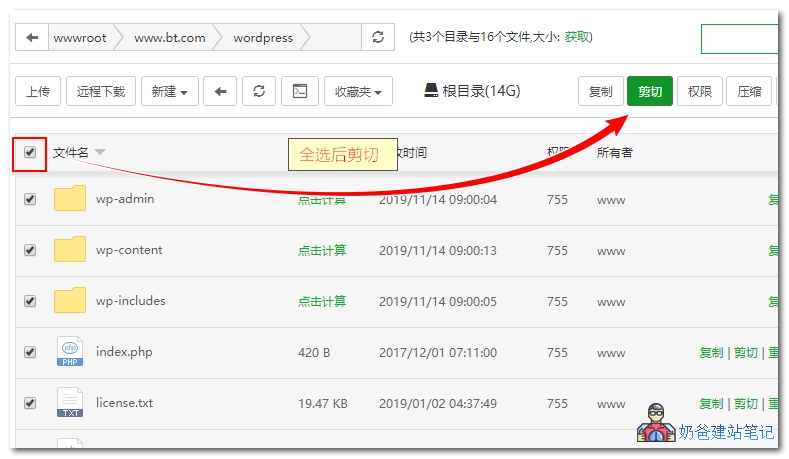 wwwroot www.bt.com wordpress (共3个目录与16个文件,大小: 获取)
上传 远程下载 新建 收藏夹 根目录(14G) 复制 剪切 权限 压缩
文件名 全选后剪切 时间 权限 所有者
wp-admin 点击计算 2019/11/14 09:00:04 755 www 复
wp-content 点击计算 2019/11/14 09:00:13 755 www 复
wp-includes 点击计算 2019/11/14 09:00:05 755 www 复
index.php 420 B 2017/12/01 07:11:00 755 www 复制 | 剪切 | 重
PHP
license.txt 19.47 KB 2019/01/02 04:37:49 755 www 复制 | 剪切 | 重
TXT
奶爸建站笔记